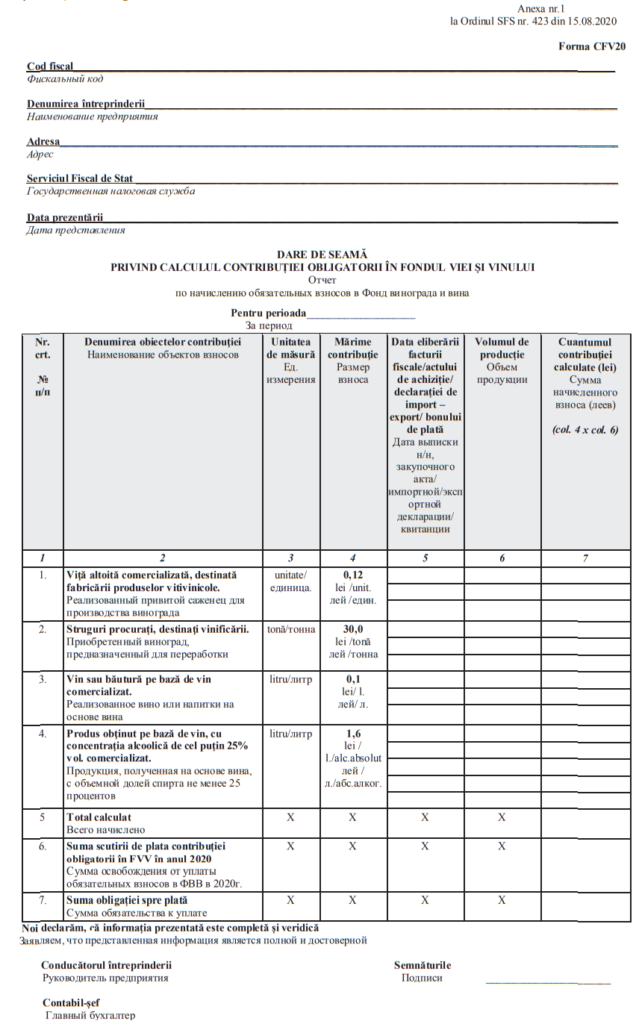 Anexa nr.1
la Ordinul SFS nr. 423 din 15.08.2020
Forma CFV20
Cod fiscal
Фискальный код
Denumirea întreprinderii
Наименование предприятия
Adresa
Адрес
Serviciul Fiscal de Stat
Государственная налоговая служба
Data prezentării
Дата представления
DARE DE SEAMĂ
PRIVIND CALCULUL CONTRIBUȚIEI OBLIGATORII ÎN FONDUL VIEI ȘI VINULUI
Отчет
по начислению обязательных взносов в Фонд винограда и вина
Pentru perioada
За период
Nr.
crt.
№
п/п
Denumirea obiectelor contribuției
Наименование объектов взносов
Unitatea
de măsură
Ед.
измерения
Mărime
contribuție
Размер
взноса
Data eliberării
facturii
fiscale/actului
de achiziție/
declarației de
import –
export/ bonului
de plată
Дата выписки
н/н,
закупочного
акта/
импортной/эксп
ортной
декларации/
квитанции
Volumul de
producție
Объем
продукции
Cuantumul
contribuției
calculate (lei)
Сумма
начисленного
взноса (леев)
(col. 4 x col. 6)
1 2 3 4 5 6 7
1.
Viță altoită comercializată, destinată
fabricării produselor vitivinicole.
Реализованный привитой саженец для
производства винограда
unitate/
единица.
0,12
lei /unit.
лей /един.
2.
Struguri procurați, destinați vinificării.
Приобретенный виноград,
предназначенный для переработки
tonă/тонна
30,0
lei /tonă
лей /тонна
3.
Vin sau băutură pe bază de vin
comercializat.
Реализованное вино или напитки на
основе вина
litru/литр
0,1
lei/ l.
лей/ л.
4.
Produs obținut pe bază de vin, cu
concentrația alcoolică de cel puțin 25%
vol. comercializat.
Продукция, полученная на основе вина,
с объемной долей спирта не менее 25
процентов
litru/литр
1,6
lei /
l./alc.absolut
лей /
л./абс.алког.
5
Total calculat
Всего начислено
X X X X
6.
Suma scutirii de plata contribuției
obligatorii în FVV în anul 2020
Сумма освобождения от уплаты
обязательных взносов в ФВВ в 2020г.
X X X X
7.
Suma obligației spre plată
Сумма обязательства к уплате
X X X X
Noi declarăm, că informația prezentată este completă și veridică
Заявляем, что представленная информация является полной и достоверной
Conducătorul întreprinderii
Руководитель предприятия
Semnăturile
Подписи
Contabil-șef
Главный бухгалтер